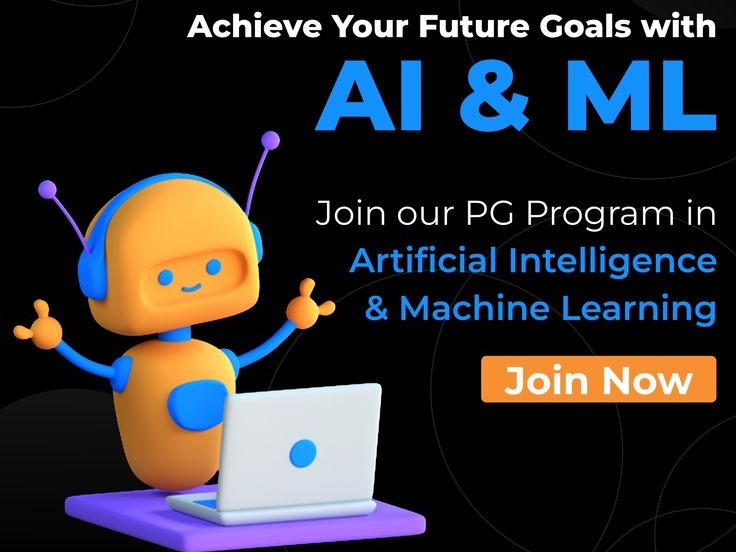 Achieve Your Future Goals with
AI & ML
Join our PG Program in
Artificial Intelligence
& Machine Learning
Join Now